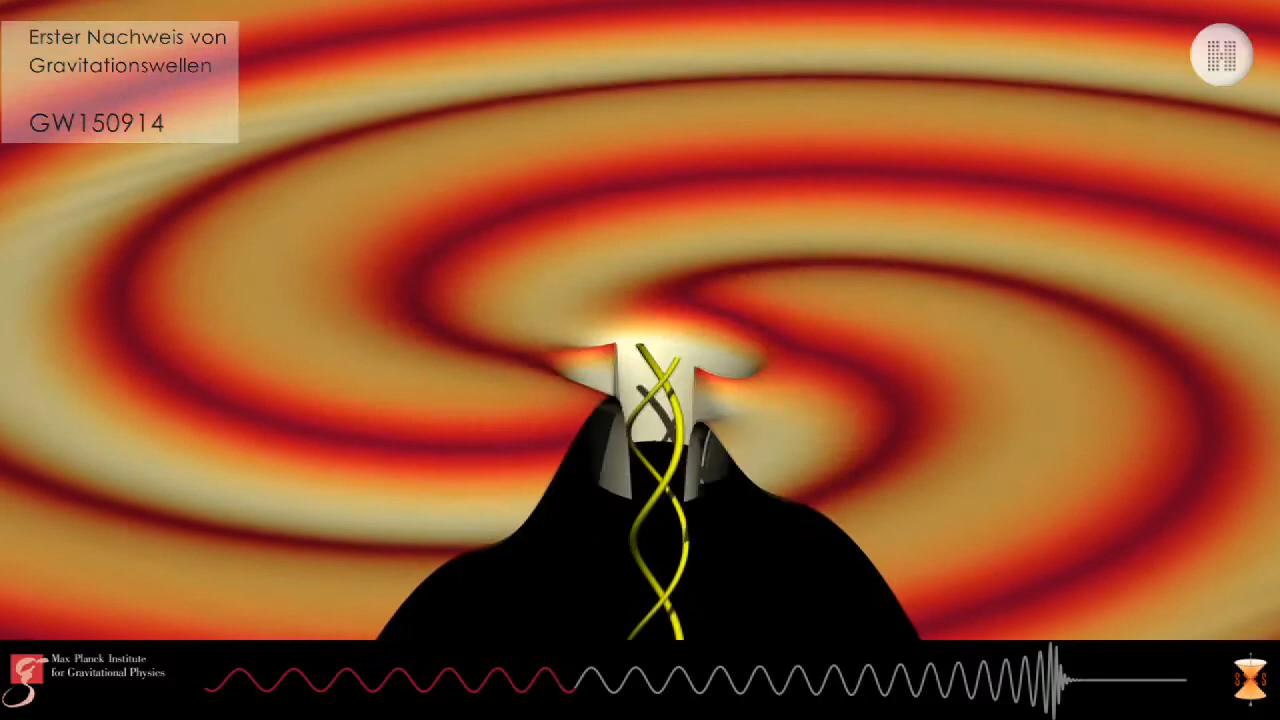 Erster Nachweis von
Gravitationswellen
GW150914
Max Planck Institute
for Gravitational Physics